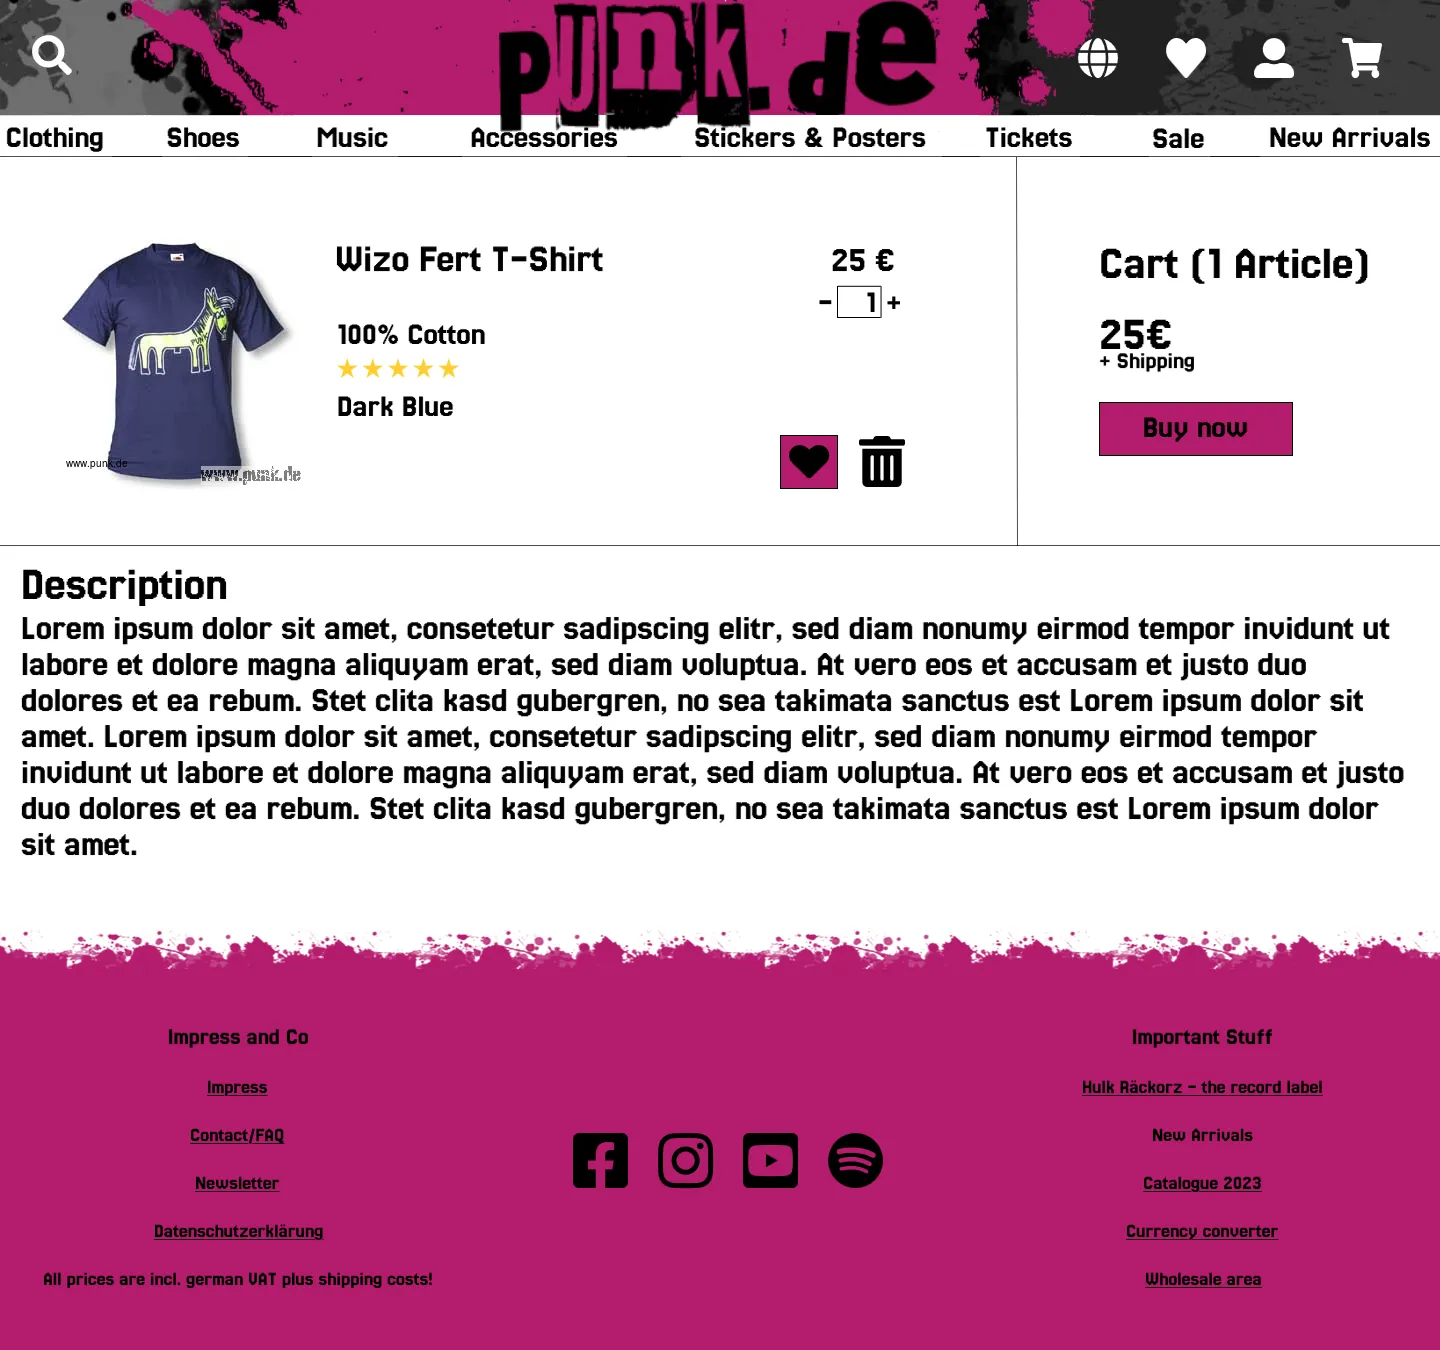 punk.de
Clothing
Shoes
Music
Accessories
Stickers & Posters
Tickets
Sale
New Arrivals
Wizo Fert T-Shirt
25 €
- 1 +
100% Cotton
Dark Blue
PUNK
www.punk.de
www.punk.de
Cart (1 Article)
25€
+ Shipping
Buy now
Description
Lorem ipsum dolor sit amet, consetetur sadipscing elitr, sed diam nonumy eirmod tempor invidunt ut
labore et dolore magna aliquyam erat, sed diam voluptua. At vero eos et accusam et justo duo
dolores et ea rebum. Stet clita kasd gubergren, no sea takimata sanctus est Lorem ipsum dolor sit
amet. Lorem ipsum dolor sit amet, consetetur sadipscing elitr, sed diam nonumy eirmod tempor
invidunt ut labore et dolore magna aliquyam erat, sed diam voluptua. At vero eos et accusam et justo
duo dolores et ea rebum. Stet clita kasd gubergren, no sea takimata sanctus est Lorem ipsum dolor
sit amet.
Impress and Co
Impress
Contact/FAQ
Newsletter
Datenschutzerklärung
All prices are incl. german VAT plus shipping costs!
Important Stuff
Hulk Räckorz - the record label
New Arrivals
Catalogue 2023
Currency converter
Wholesale area